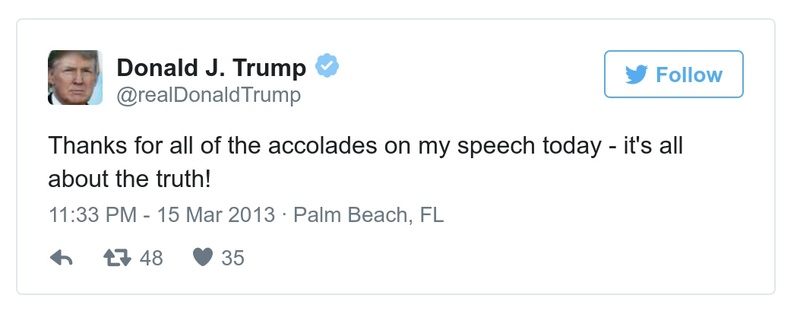 Donald J. Trump
@realDonaldTrump
Follow
Thanks for all of the accolades on my speech today - it's all
about the truth!
11:33 PM - 15 Mar 2013 · Palm Beach, FL
48 35